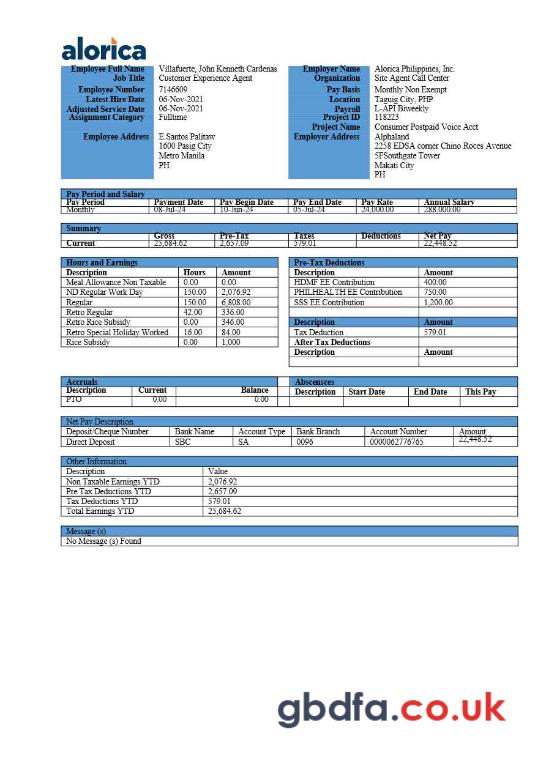 alorica
Employee Full Name Villafuerte, John Kenneth Cardenas Employer Name Alorica Philippines, Inc.
Job Title Customer Experience Agent Organization Site Agent Call Center
Employee Number 7146609 Pay Basis Monthly Non Exempt
Latest Hire Date 06-Nov-2021 Location Taguig City, PHP
Adjusted Service Date 06-Nov-2021 Payroll L-API Biweekly
Assignment Category Fulltime Project ID 118223
Project Name Consumer Postpaid Voice Acct
Employee Address E.Santos Palitaw Employer Address Alphaland
1600 Pasig City 2258 EDSA corner Chino Roces Avenue
Metro Manila 5FSouthgate Tower
PH Makati City
PH
Pay Period and Salary
Pay Period Payment Date Pay Begin Date Pay End Date Pay Rate Annual Salary
Monthly 08-Jul-24 10-Jun-24 05-Jul-24 24,000.00 288,000.00
Summary
Gross Pre-Tax Taxes Deductions Net Pay
Current 25,684.62 2,657.09 579.01 22,448.52
Hours and Earnings Pre-Tax Deductions
Description Hours Amount Description Amount
Meal Allowance Non Taxable 0.00 0.00 HDMF EE Contribution 400.00
ND Regular Work Day 150.00 2,076.92 PHILHEALTH EE Contribution 750.00
Regular 150.00 6,808.00 SSS EE Contribution 1,200.00
Retro Regular 42.00 336.00
Retro Rice Subsidy 0.00 346.00 Description Amount
Retro Special Holiday Worked 16.00 84.00 Tax Deduction 579.01
Rice Subsidy 0.00 1,000 After Tax Deductions
Description Amount
Accruals Abscensces
Description Current Balance Description Start Date End Date This Pay
PTO 0.00 0.00
Net Pay Description
Deposit/Cheque Number Bank Name Account Type Bank Branch Account Number Amount
Direct Deposit SBC SA 0096 0000062776765 22,448.52
Other Information
Description Value
Non Taxable Earnings YTD 2,076.92
Pre Tax Deductions YTD 2,657.09
Tax Deductions YTD 579.01
Total Earnings YTD 25,684.62
Message (s)
No Message (s) Found
gbdfa.co.uk